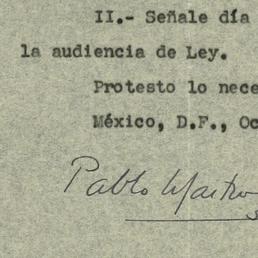 II.- Señale día
la audiencia de Ley.
Protesto lo nece
México, D.F., Oc
Pablo